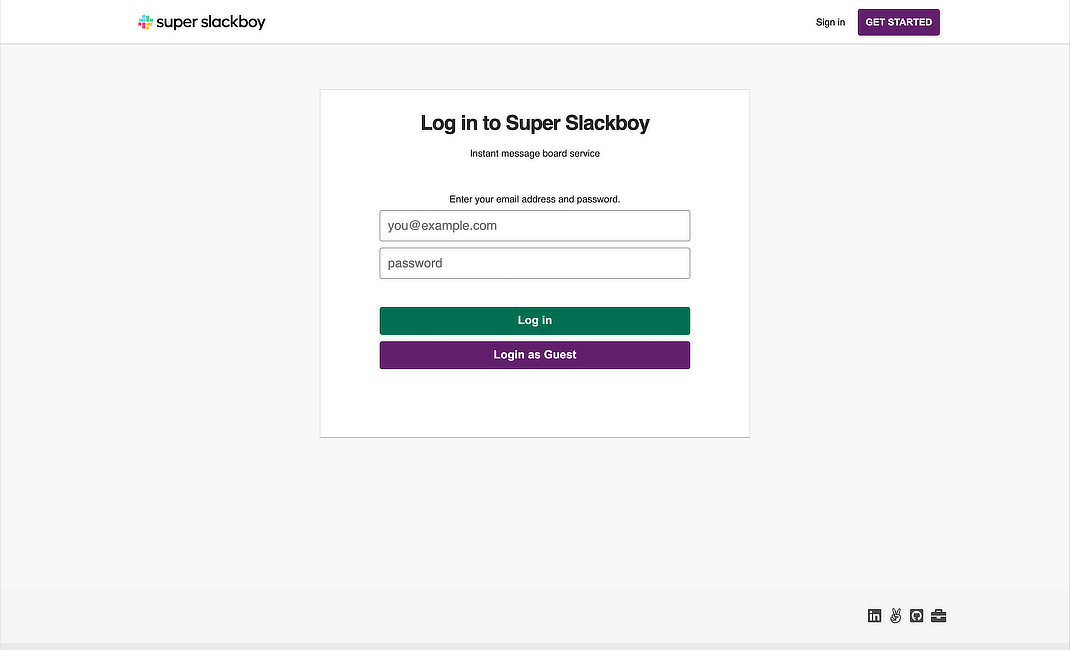 super slackboy
Sign in
GET STARTED
Log in to Super Slackboy
Instant message board service
Enter your email address and password.
you@example.com
password
Log in
Login as Guest
in